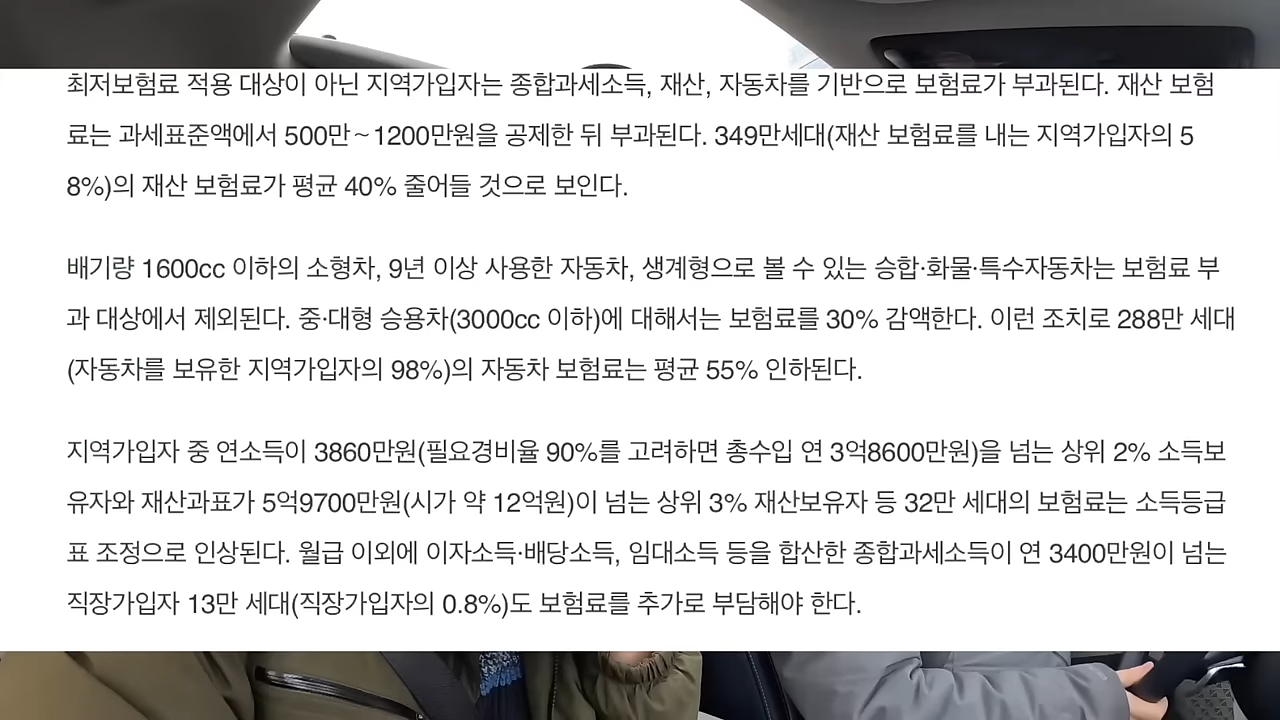 최저보험료 적용 대상이 아닌 지역가입자는 종합과세소득, 재산, 자동차를 기반으로 보험료가 부과된다. 재산 보험
료는 과세표준액에서 500만~1200만원을 공제한 뒤 부과된다. 349만세대(재산 보험료를 내는 지역가입자의 5
8%)의 재산 보험료가 평균 40% 줄어들 것으로 보인다.
배기량 1600cc 이하의 소형차, 9년 이상 사용한 자동차, 생계형으로 볼 수 있는 승합·화물·특수자동차는 보험료 부
과 대상에서 제외된다. 중·대형 승용차(3000cc 이하)에 대해서는 보험료를 30% 감액한다. 이런 조치로 288만 세대
(자동차를 보유한 지역가입자의 98%)의 자동차 보험료는 평균 55% 인하된다.
지역가입자 중 연소득이 3860만원(필요경비율 90%를 고려하면 총수입 연 3억8600만원)을 넘는 상위 2% 소득보
유자와 재산과표가 5억9700만원(시가 약 12억원)이 넘는 상위 3% 재산보유자 등 32만 세대의 보험료는 소득등급
표 조정으로 인상된다. 월급 이외에 이자소득·배당소득, 임대소득 등을 합산한 종합과세소득이 연 3400만원이 넘는
직장가입자 13만 세대(직장가입자의 0.8%)도 보험료를 추가로 부담해야 한다.